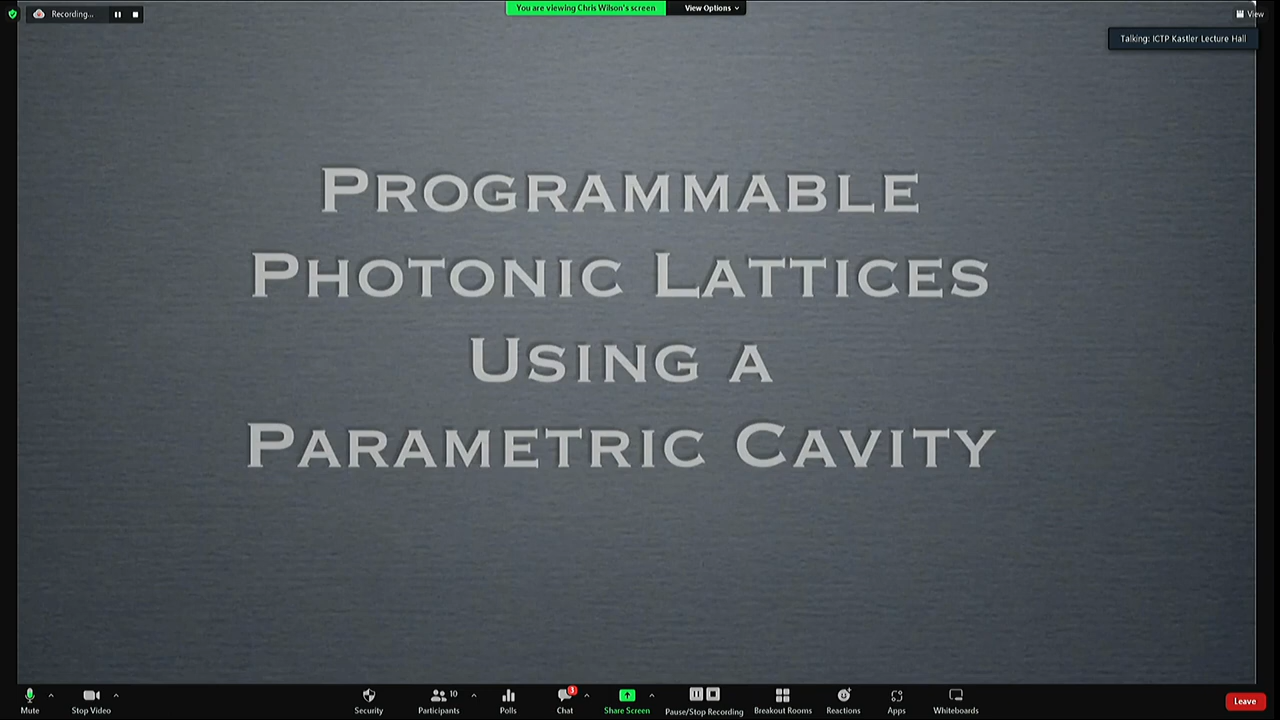 Recording...
You are viewing Chris Wilson's screen
View Options
View
Talking: ICTP Kastler Lecture Hall
PROGRAMMABLE
PHOTONIC LATTICES
USING A
PARAMETRIC CAVITY
Mute
Stop Video
Security
10
Participants
Polls
3
Chat
Share Screen
Pause/Stop Recording
Breakout Rooms
Reactions
Apps
Whiteboards
Leave